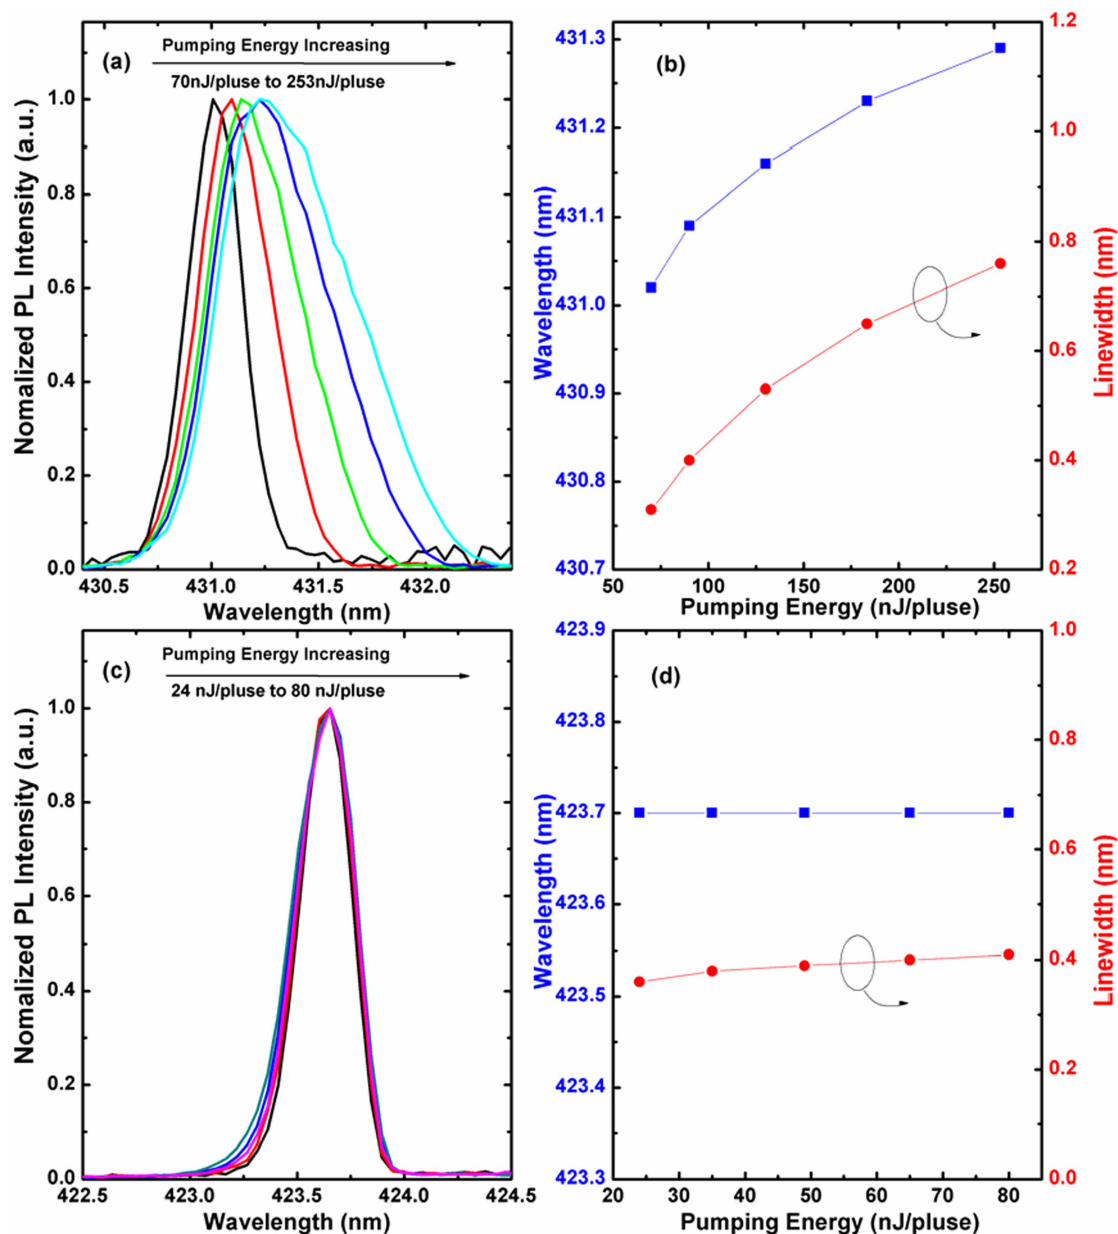 (a)
Pumping Energy Increasing
70nJ/pluse to 253nJ/pluse
Nomalized PL Intensity (a.u.)
1.0
0.8
0.6
0.4
0.2
0.0
430.5 431.0 431.5 432.0
Wavelength (nm)
(b)
Wavelength (nm)
431.3
431.2
431.1
431.0
430.9
430.8
430.7
50 100 150 200 250
Pumping Energy (nJ/pluse)
1.2
1.0
0.8
0.6
0.4
0.2
Linewidth (nm)
(c)
Pumping Energy Increasing
24 nJ/pluse to 80 nJ/pluse
Nomalized PL Intensity (a.u.)
1.0
0.8
0.6
0.4
0.2
0.0
422.5 423.0 423.5 424.0 424.5
Wavelength (nm)
(d)
Wavelength (nm)
423.9
423.8
423.7
423.6
423.5
423.4
423.3
20 30 40 50 60 70 80
Pumping Energy (nJ/pluse)
1.0
0.8
0.6
0.4
0.2
0.0
Linewidth (nm)